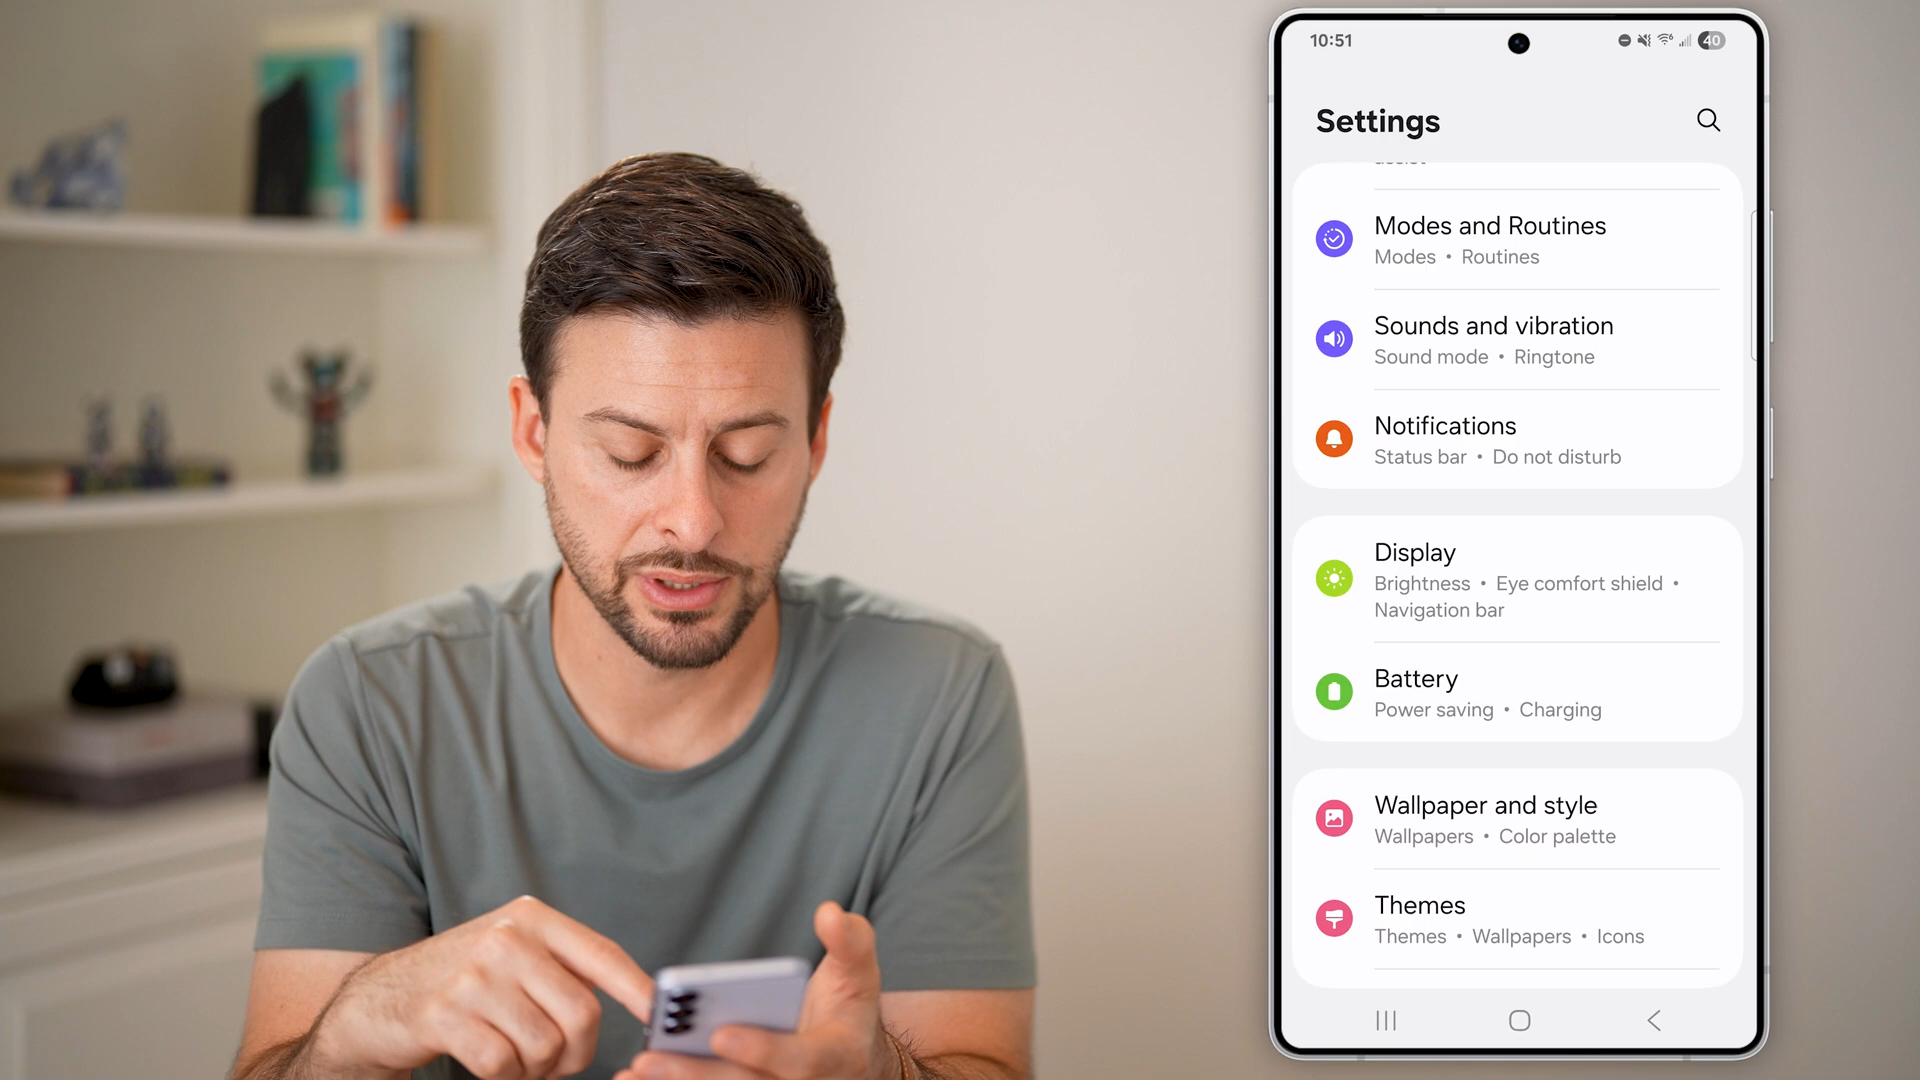 10:51
40
Settings
Modes and Routines
Modes • Routines
Sounds and vibration
Sound mode • Ringtone
Notifications
Status bar • Do not disturb
Display
Brightness • Eye comfort shield •
Navigation bar
Battery
Power saving • Charging
Wallpaper and style
Wallpapers • Color palette
Themes
Themes • Wallpapers • Icons